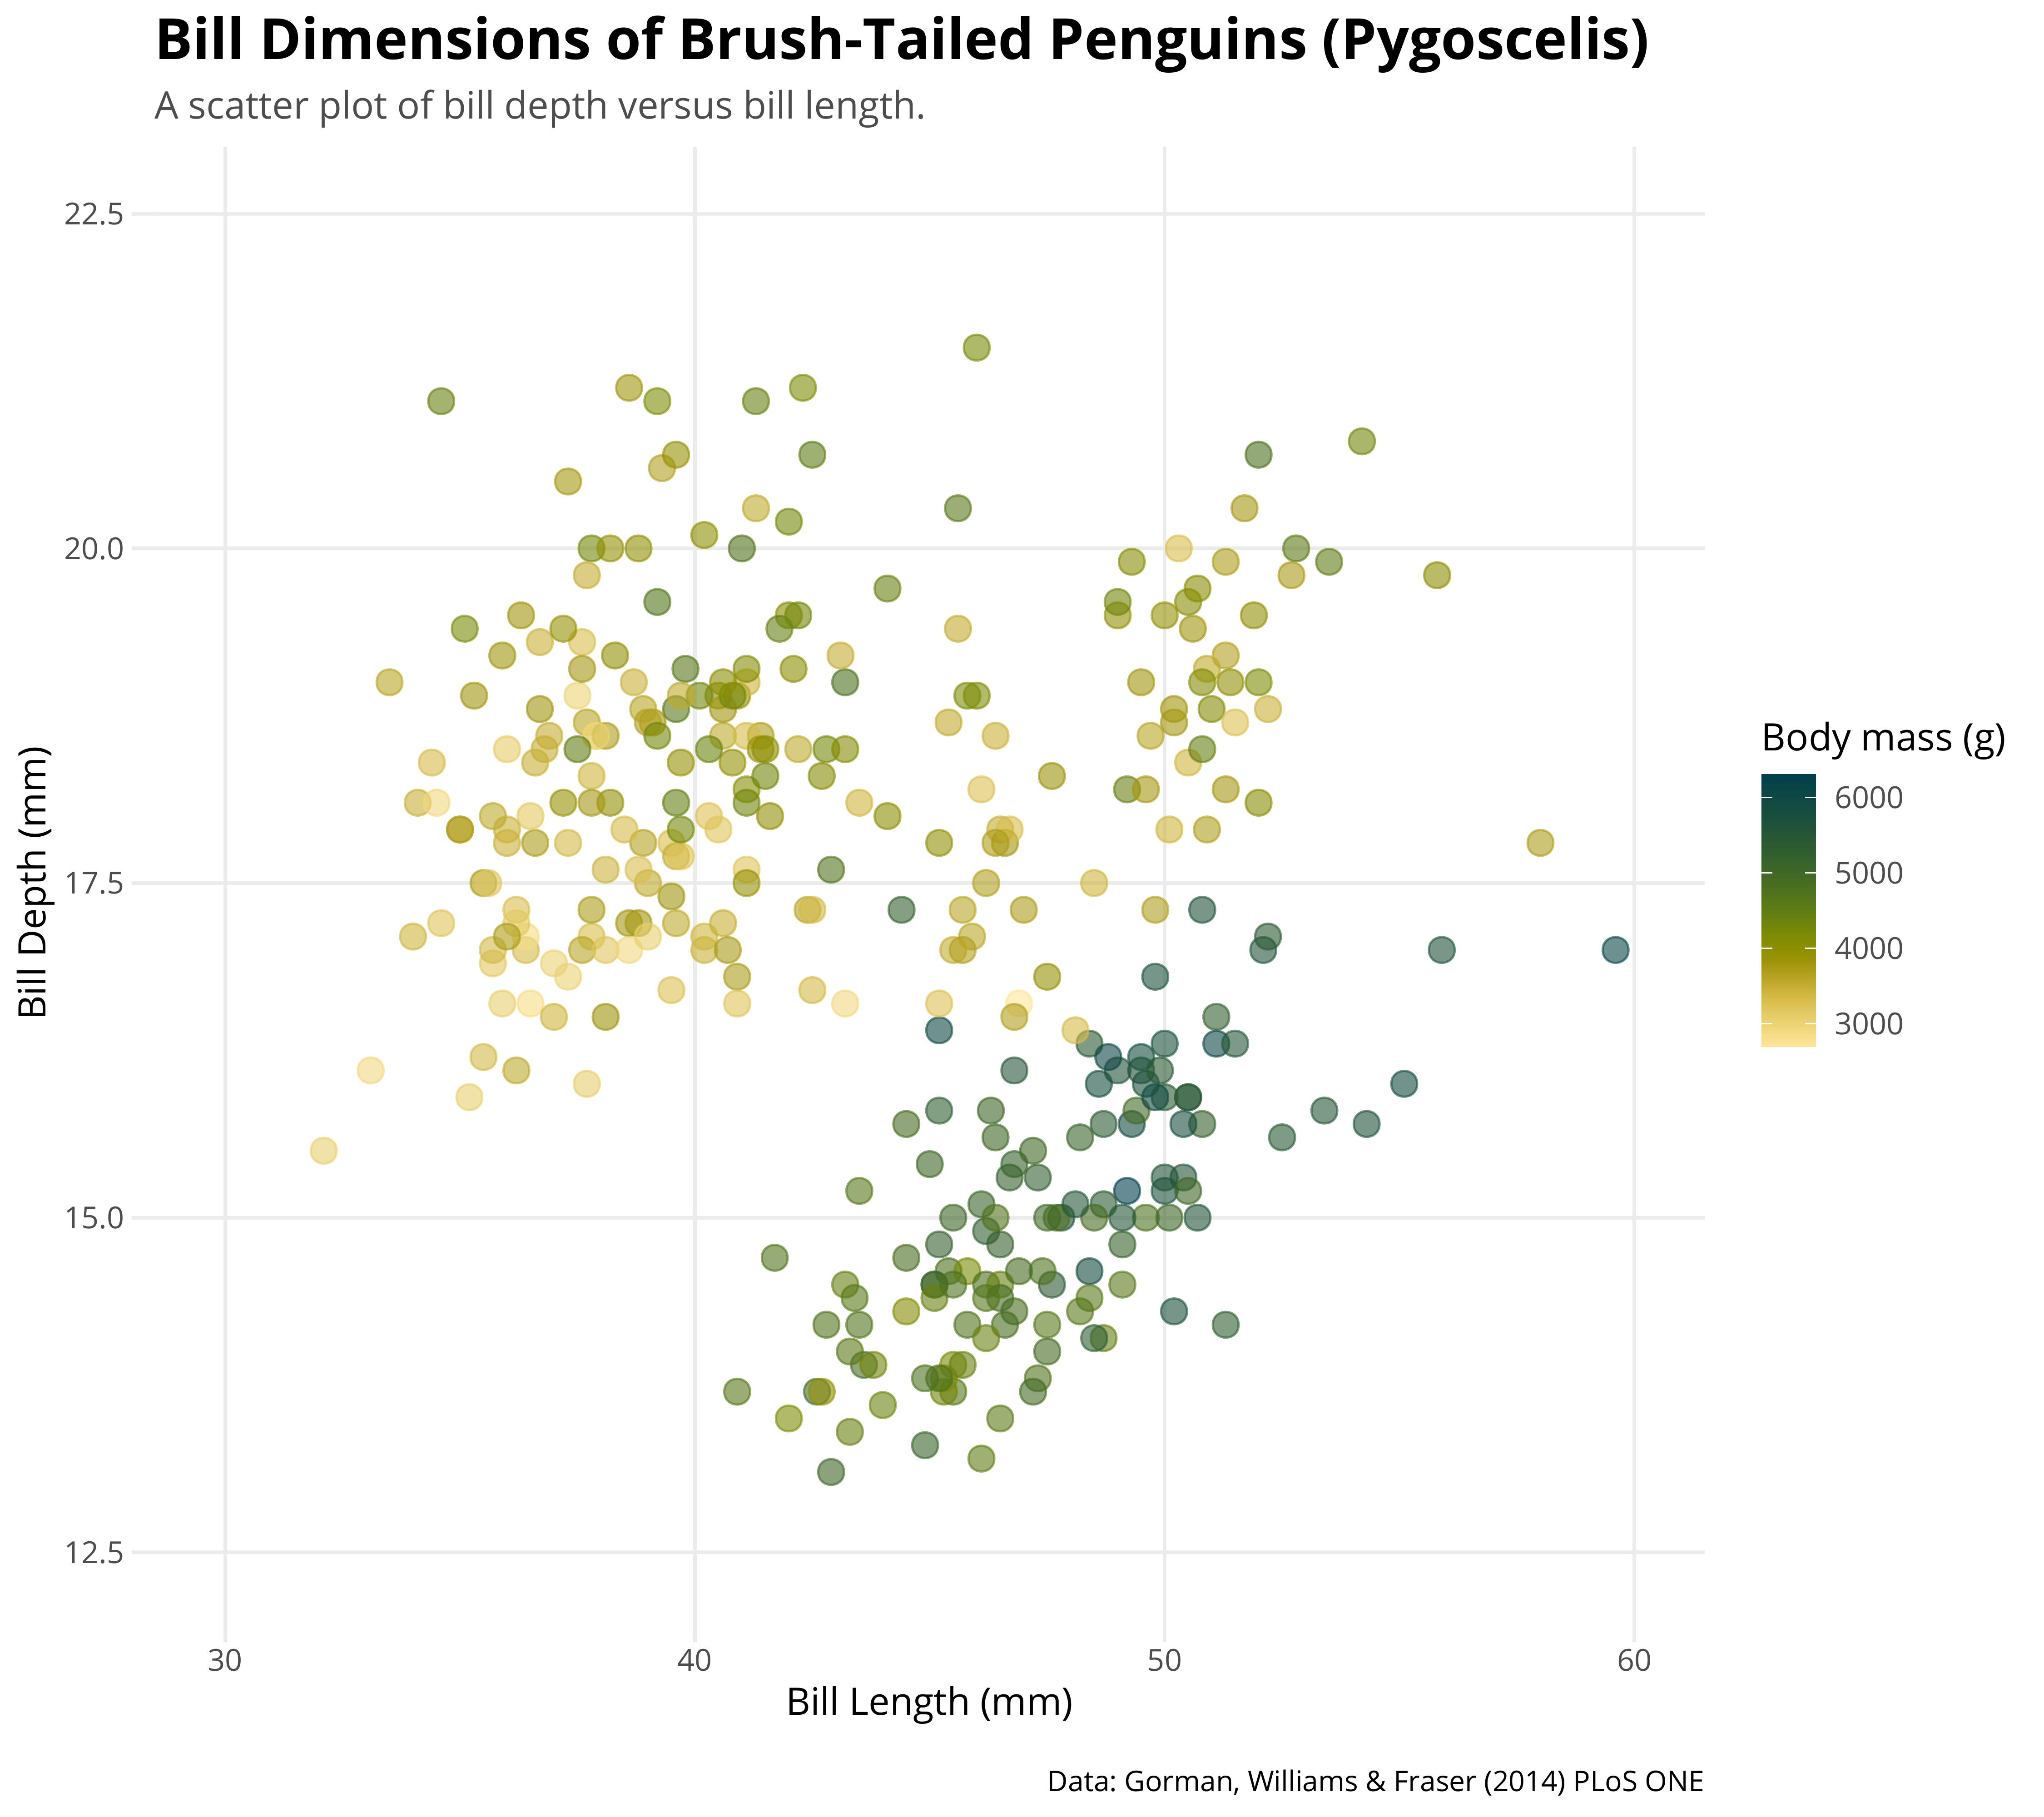 Bill Dimensions of Brush-Tailed Penguins (Pygoscelis)
A scatter plot of bill depth versus bill length.
22.5
20.0
17.5
15.0
12.5
Bill Depth (mm)
30 40 50 60
Bill Length (mm)
Body mass (g)
6000
5000
4000
3000
Data: Gorman, Williams & Fraser (2014) PLoS ONE